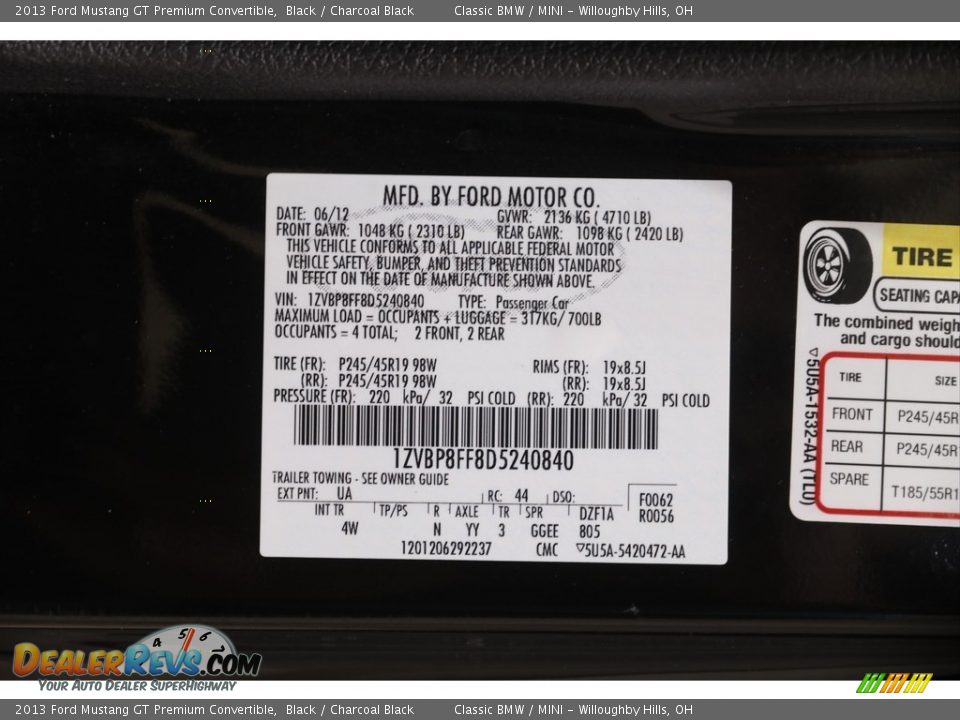 2013 Ford Mustang GT Premium Convertible,  Black / Charcoal Black          Classic BMW / MINI – Willoughby Hills, OH
MFD. BY FORD MOTOR CO.
DATE: 06/12          GVWR: 2136 KG ( 4710 LB)
FRONT GAWR: 1048 KG ( 2310 LB)          REAR GAWR: 1098 KG ( 2420 LB)
THIS VEHICLE CONFORMS TO ALL APPLICABLE FEDERAL MOTOR
VEHICLE SAFETY, BUMPER, AND THEFT PREVENTION STANDARDS
IN EFFECT ON THE DATE OF MANUFACTURE SHOWN ABOVE.
VIN: 1ZVBP8FF8D5240840          TYPE: Passenger Car
MAXIMUM LOAD = OCCUPANTS + LUGGAGE = 317KG/ 700LB
OCCUPANTS = 4 TOTAL; 2 FRONT, 2 REAR
TIRE (FR): P245/45R19 98W          RIMS (FR): 19x8.5J
(RR): P245/45R19 98W          (RR): 19x8.5J
PRESSURE (FR): 220 kPa/ 32 PSI COLD (RR): 220 kPa/ 32 PSI COLD
1ZVBP8FF8D5240840
TRAILER TOWING - SEE OWNER GUIDE
EXT PNT: UA          RC: 44 DSO:          F0062
INT TR TP/PS R AXLE TR SPR DZF1A          R0056
4W N YY 3 GGEE 805
1201206292237 CMC ▽5U5A-5420472-AA
TIRE
SEATING CAPA
The combined weigh
and cargo should
TIRE SIZE
FRONT P245/45R
REAR P245/45R
SPARE T185/55R1
▽5U5A-1532-AA (TL0)
4 5 6
DEALERREVS.COM
YOUR AUTO DEALER SUPERHIGHWAY
2013 Ford Mustang GT Premium Convertible,  Black / Charcoal Black          Classic BMW / MINI – Willoughby Hills, OH